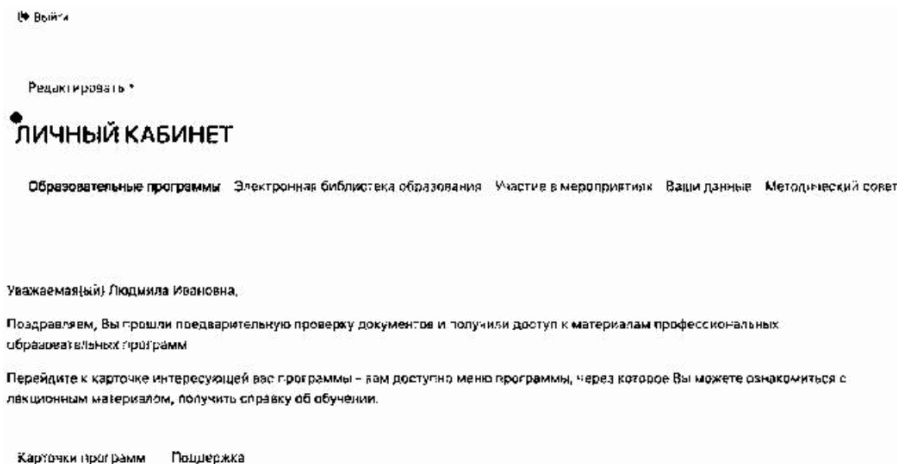 Выйти
Редактировать
ЛИЧНЫЙ КАБИНЕТ
Образовательные программы Электронная библиотека образования Участие в мероприятиях Ваши данные Методический совет
Уважаемая(ый) Людмила Ивановна,
Поздравляем, Вы прошли предварительную проверку документов и получили доступ к материалам профессиональных
образовательных программ
Перейдите к карточке интересующей вас программы – вам доступно меню программы, через которое Вы можете ознакомиться с
лекционным материалом, получить справку об обучении.
Карточки программ Поддержка